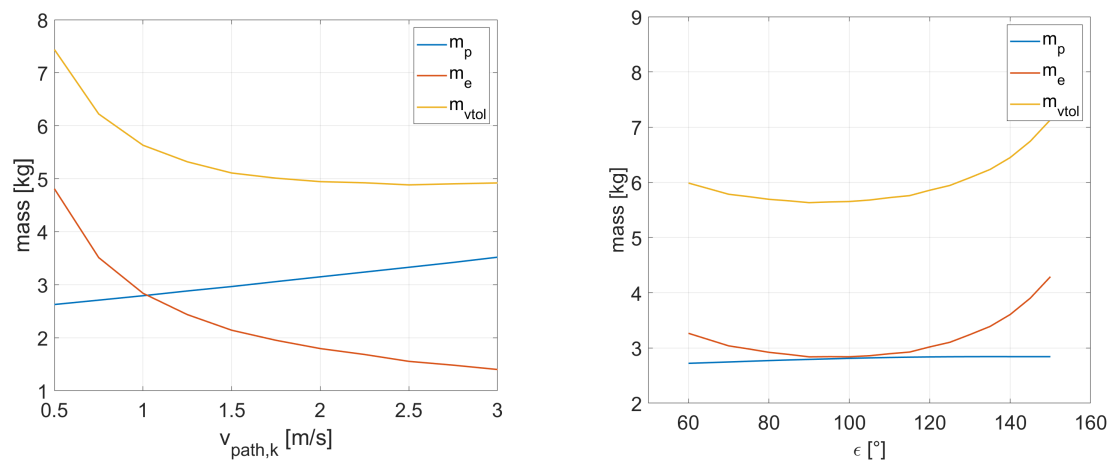 8
7
6
5
4
3
2
1
mass [kg]
0.5 1 1.5 2 2.5 3
v_path,k [m/s]
m_p
m_e
m_vtol
9
8
7
6
5
4
3
2
mass [kg]
60 80 100 120 140 160
ϵ [°]
m_p
m_e
m_vtol